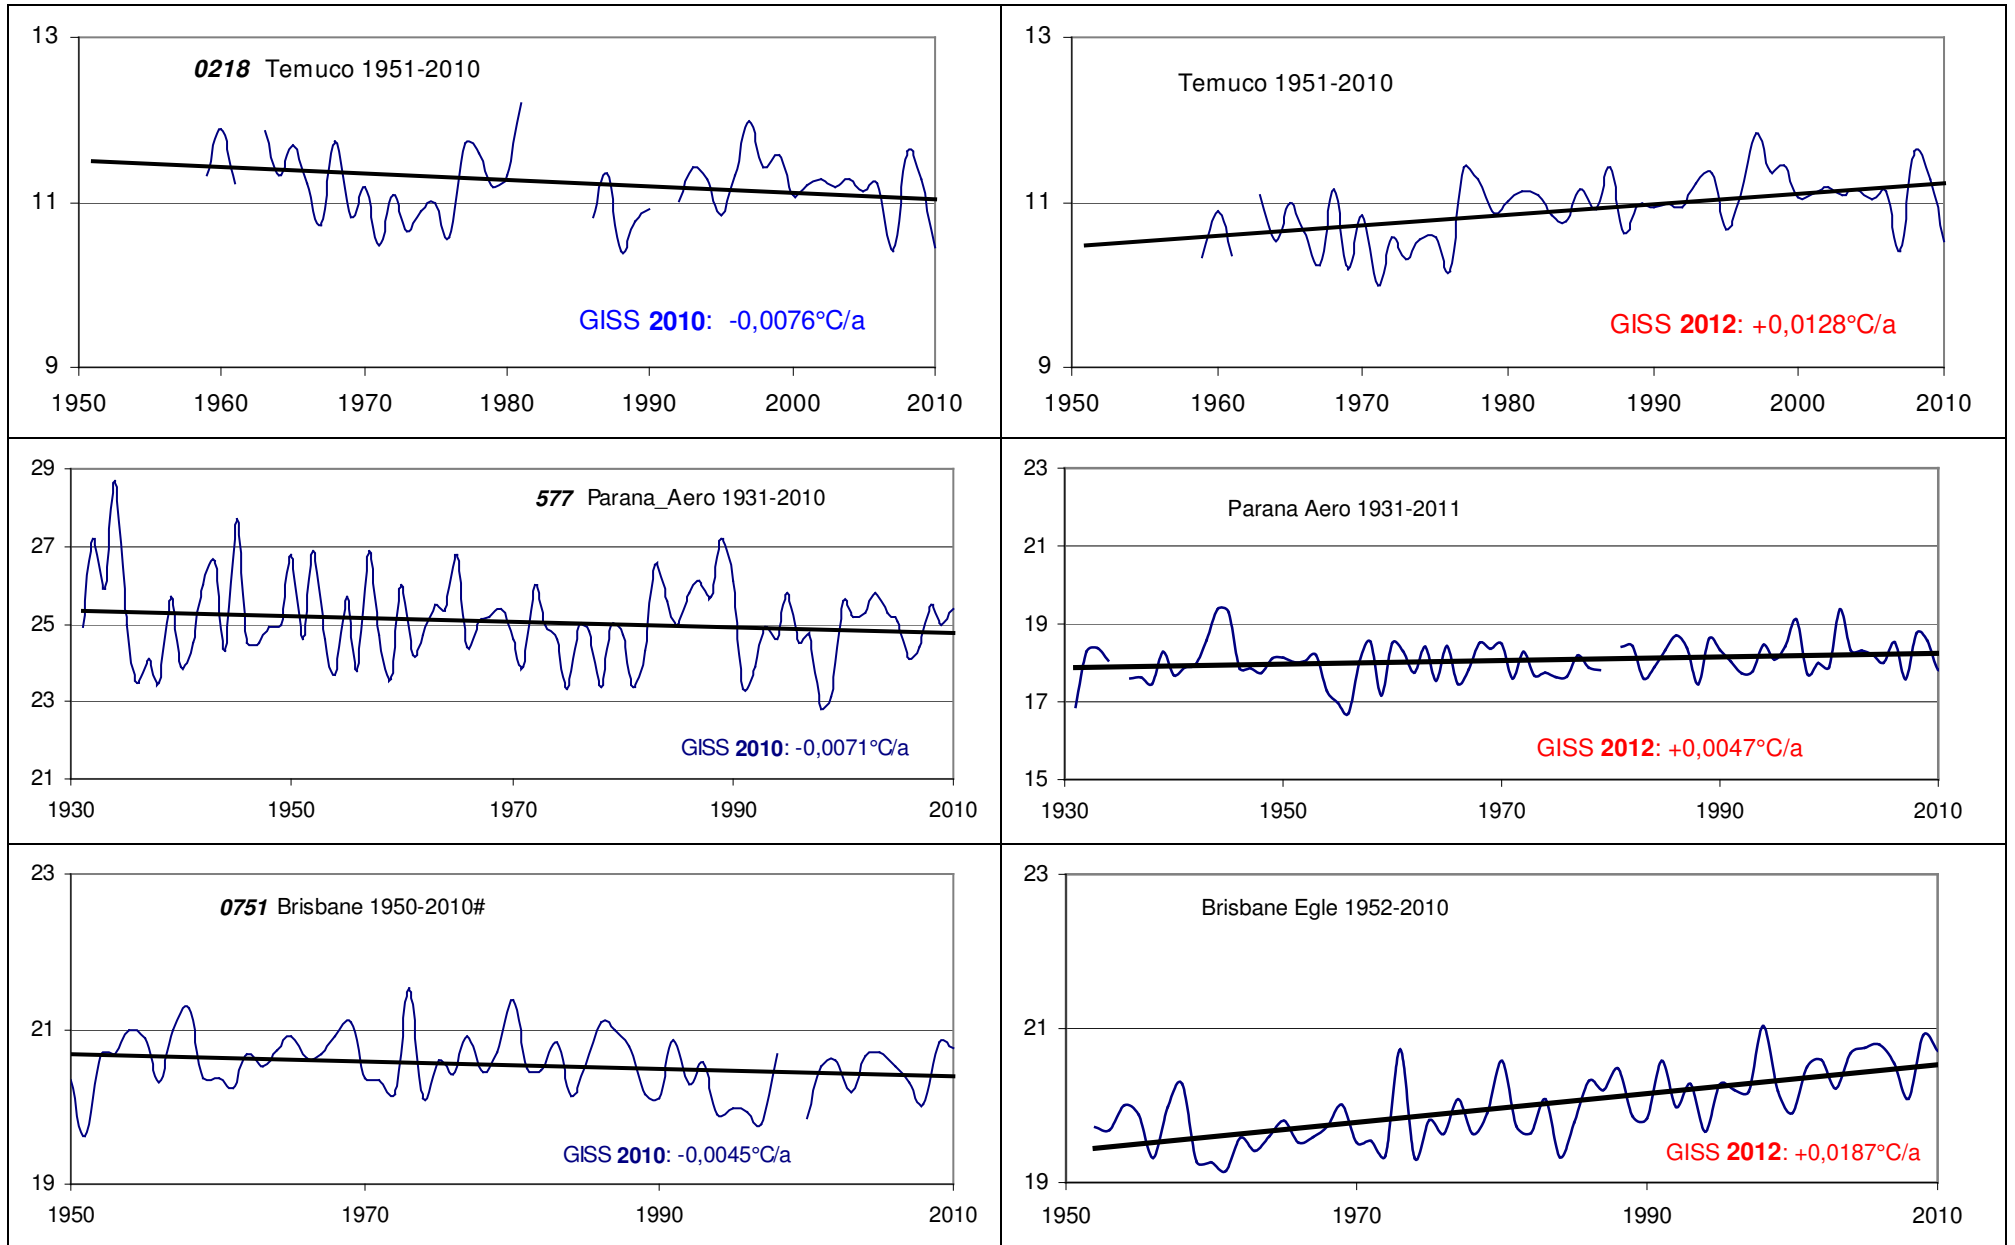 13
0218 Temuco 1951-2010
11
GISS 2010: -0,0076°C/a
9
1950 1960 1970 1980 1990 2000 2010
13
Temuco 1951-2010
11
GISS 2012: +0,0128°C/a
9
1950 1960 1970 1980 1990 2000 2010
29
577 Parana_Aero 1931-2010
27
25
23
GISS 2010: -0,0071°C/a
21
1930 1950 1970 1990 2010
23
Parana Aero 1931-2011
21
19
17
GISS 2012: +0,0047°C/a
15
1930 1950 1970 1990 2010
23
0751 Brisbane 1950-2010#
21
GISS 2010: -0,0045°C/a
19
1950 1970 1990 2010
23
Brisbane Egle 1952-2010
21
GISS 2012: +0,0187°C/a
19
1950 1970 1990 2010